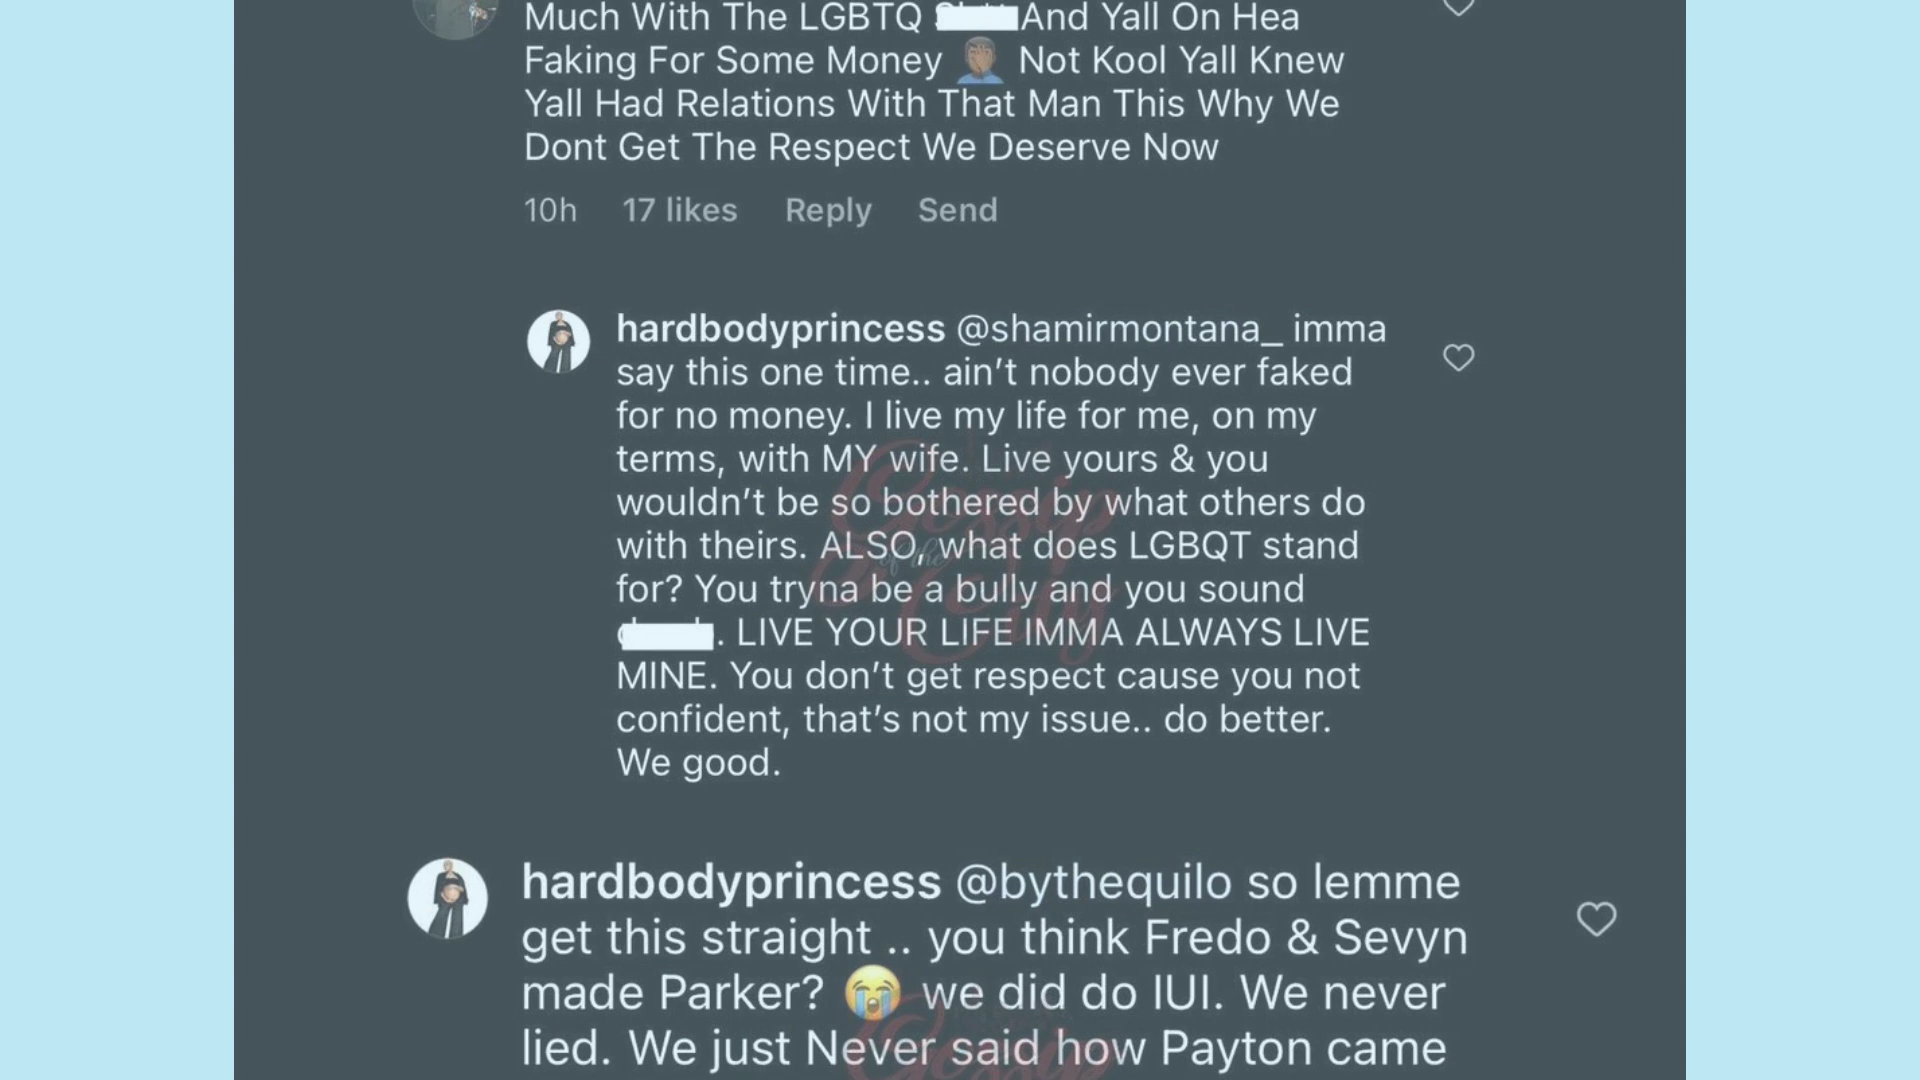 Much With The LGBTQ And Yall On Hea
Faking For Some Money 🤦🏾‍♂️ Not Kool Yall Knew
Yall Had Relations With That Man This Why We
Dont Get The Respect We Deserve Now
10h 17 likes Reply Send
hardbodyprincess @shamirmontana_ imma
say this one time.. ain’t nobody ever faked
for no money. I live my life for me, on my
terms, with MY wife. Live yours & you
wouldn’t be so bothered by what others do
with theirs. ALSO, what does LGBQT stand
for? You tryna be a bully and you sound
. LIVE YOUR LIFE IMMA ALWAYS LIVE
MINE. You don’t get respect cause you not
confident, that’s not my issue.. do better.
We good.
Gossip
of the
City
hardbodyprincess @bythequilo so lemme
get this straight .. you think Fredo & Sevyn
made Parker? 😭 we did do IUI. We never
lied. We just Never said how Payton came
Gossip